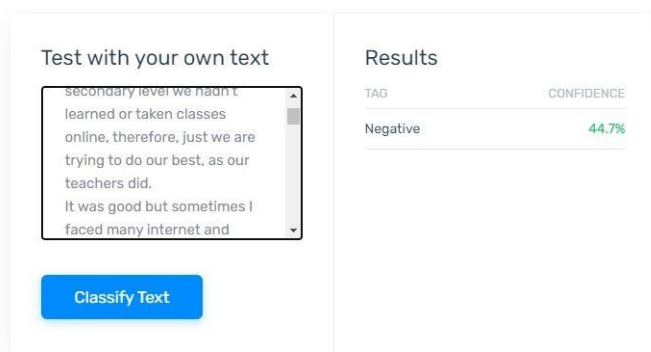 Test with your own text
secondary level we hadn't
learned or taken classes
online, therefore, just we are
trying to do our best, as our
teachers did.
It was good but sometimes I
faced many internet and
Classify Text
Results
TAG CONFIDENCE
Negative 44.7%